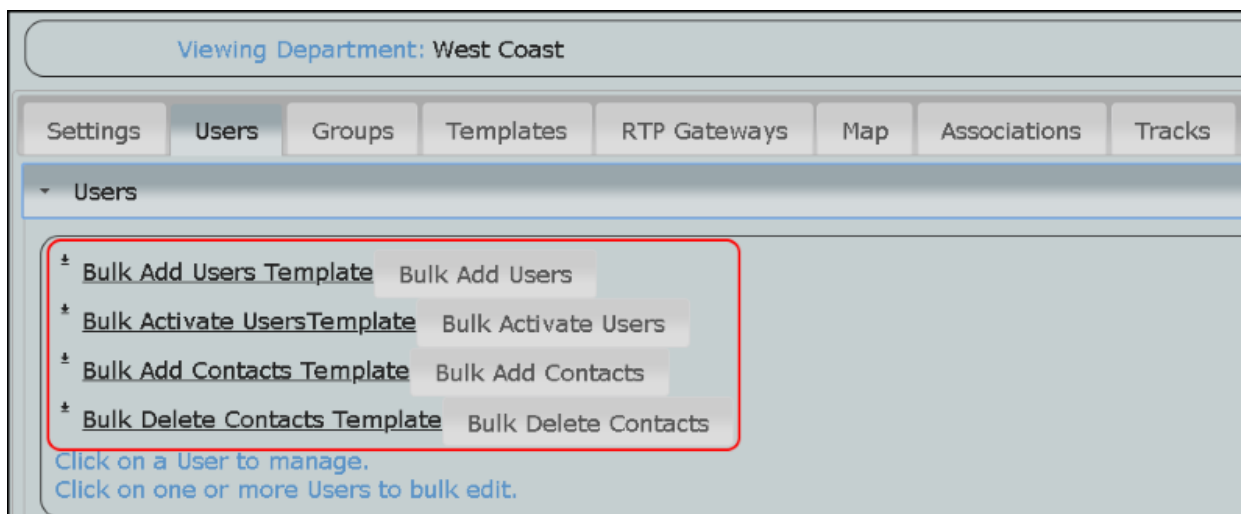 Viewing Department: West Coast
Settings Users Groups Templates RTP Gateways Map Associations Tracks
Users
Bulk Add Users Template Bulk Add Users
Bulk Activate UsersTemplate Bulk Activate Users
Bulk Add Contacts Template Bulk Add Contacts
Bulk Delete Contacts Template Bulk Delete Contacts
Click on a User to manage.
Click on one or more Users to bulk edit.